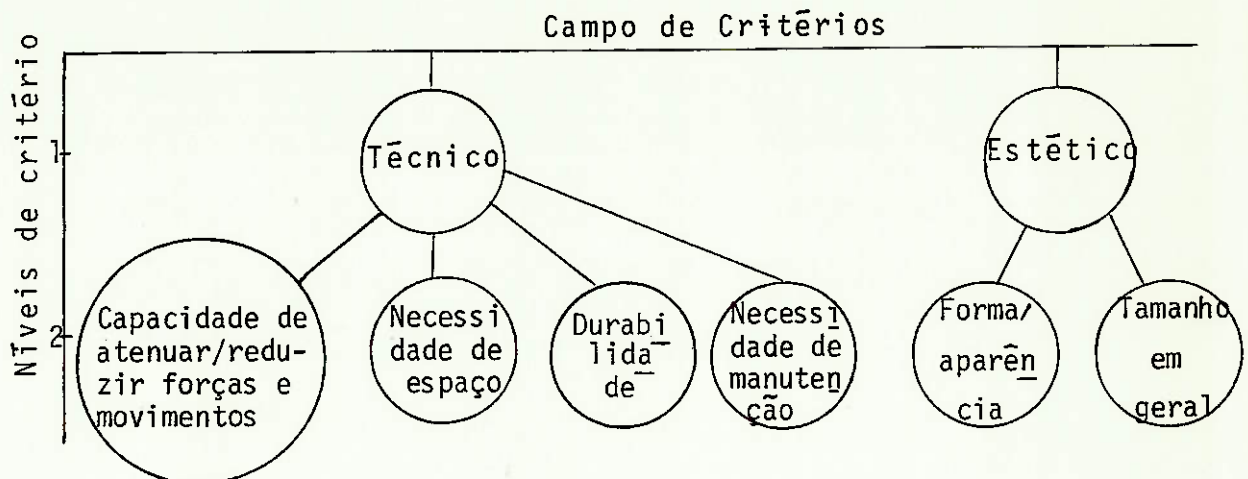 Campo de Critérios
Níveis de critério
1
Técnico
Estético
2
Capacidade de
atenuar/redu-
zir forças e
movimentos
Necessi
dade de
espaço
Durabi
lida
de
Necessi
dade de
manuten
ção
Forma/
aparên
cia
Tamanho
em
geral